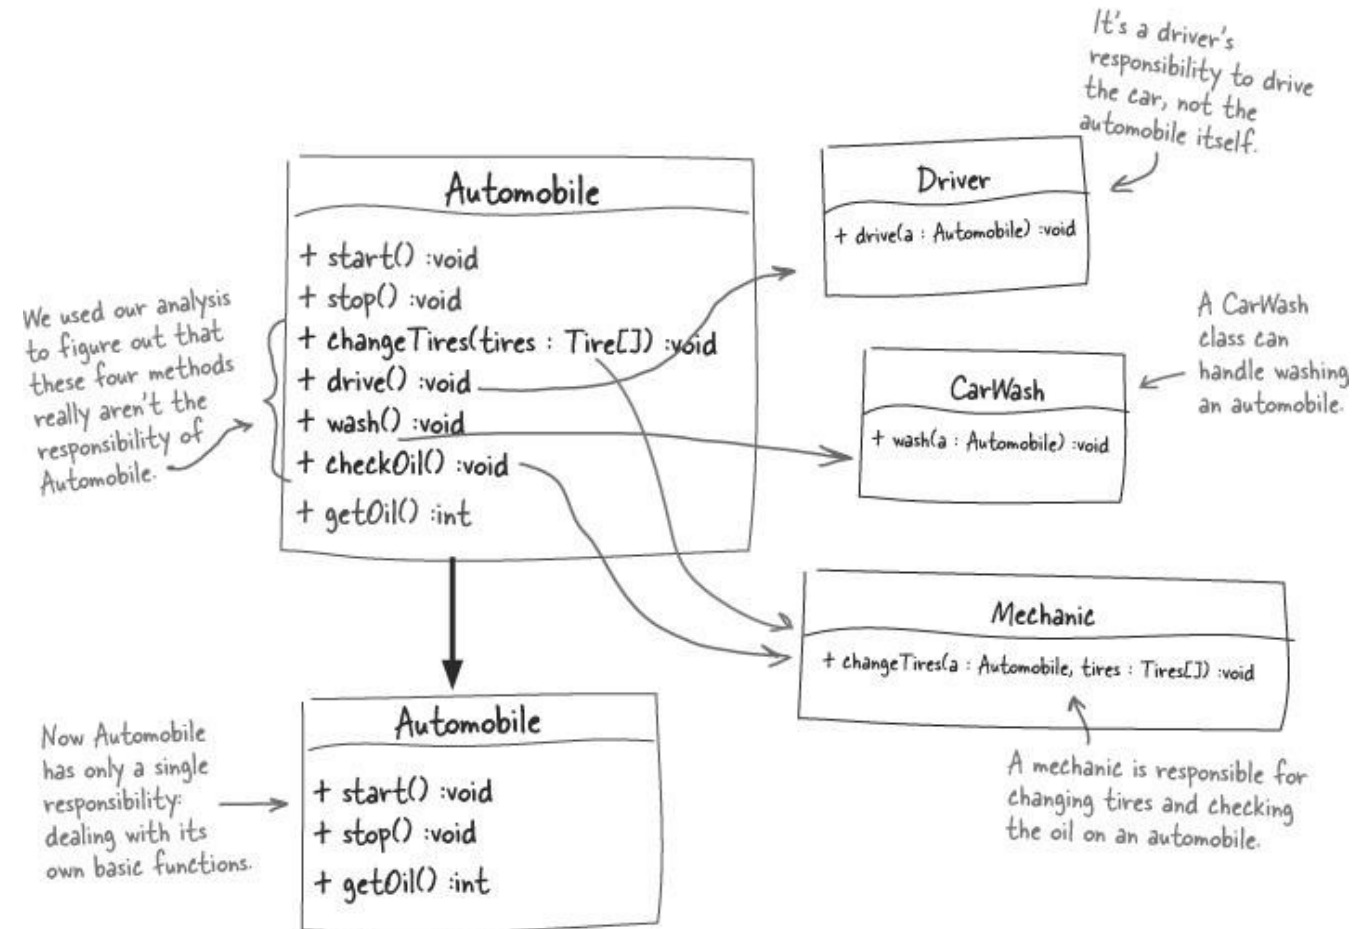 It's a driver's
responsibility to drive
the car, not the
automobile itself.
Automobile
+ start() :void
+ stop() :void
+ changeTires(tires : Tire[]) :void
+ drive() :void
+ wash() :void
+ checkOil() :void
+ getOil() :int
We used our analysis
to figure out that
these four methods
really aren't the
responsibility of
Automobile.
Driver
+ drive(a : Automobile) :void
CarWash
+ wash(a : Automobile) :void
A CarWash
class can
handle washing
an automobile.
Mechanic
+ changeTires(a : Automobile, tires : Tires[]) :void
A mechanic is responsible for
changing tires and checking
the oil on an automobile.
Now Automobile
has only a single
responsibility:
dealing with its
own basic functions.
Automobile
+ start() :void
+ stop() :void
+ getOil() :int